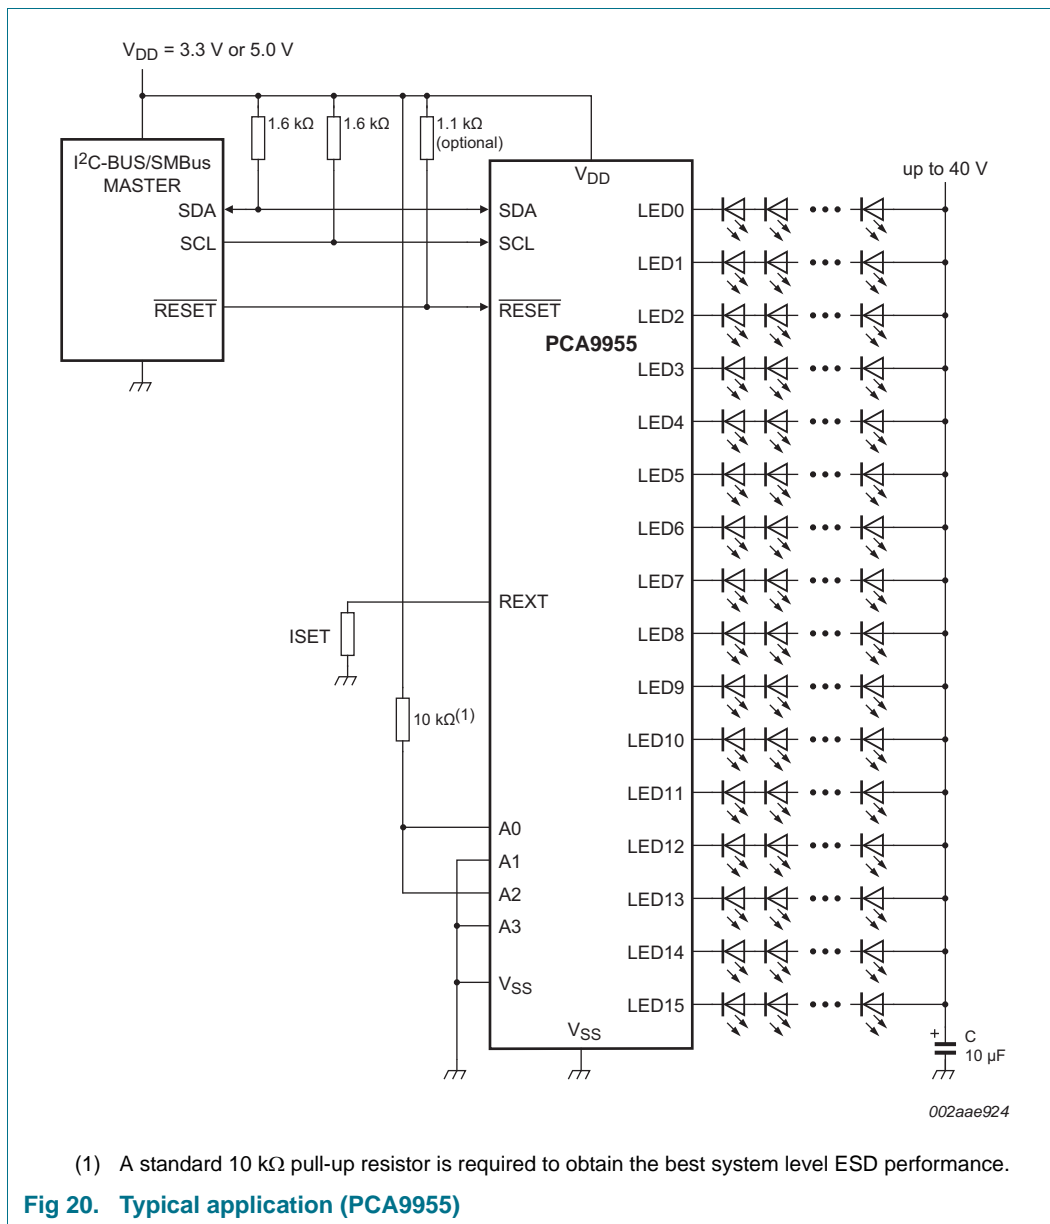 VDD = 3.3 V or 5.0 V
1.6 kΩ
1.6 kΩ
1.1 kΩ
(optional)
I2C-BUS/SMBus
MASTER
SDA
SCL
RESET
VDD
SDA
SCL
RESET
PCA9955
REXT
ISET
10 kΩ(1)
A0
A1
A2
A3
VSS
VSS
up to 40 V
LED0
LED1
LED2
LED3
LED4
LED5
LED6
LED7
LED8
LED9
LED10
LED11
LED12
LED13
LED14
LED15
+
C
10 μF
002aae924
(1) A standard 10 kΩ pull-up resistor is required to obtain the best system level ESD performance.
Fig 20. Typical application (PCA9955)